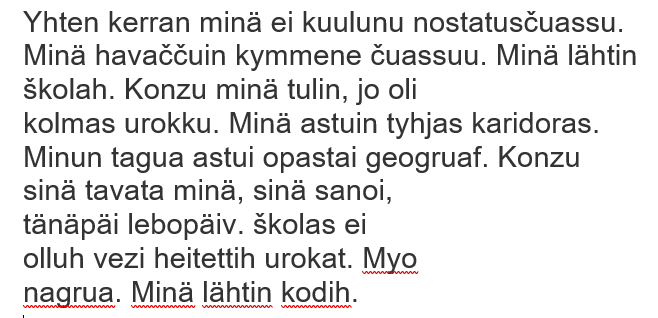 Yhten kerran minä ei kuulunu nostatusčuassu.
Minä havaččuin kymmene čuassuu. Minä lähtin
školah. Konzu minä tulin, jo oli
kolmas urokku. Minä astuin tyhjas karidoras.
Minun tagua astui opastai geogruaf. Konzu
sinä tavata minä, sinä sanoi,
tänäpäi lebopäiv. školas ei
olluh vezi heitettih urokat. Myo
nagrua. Minä lähtin kodih.